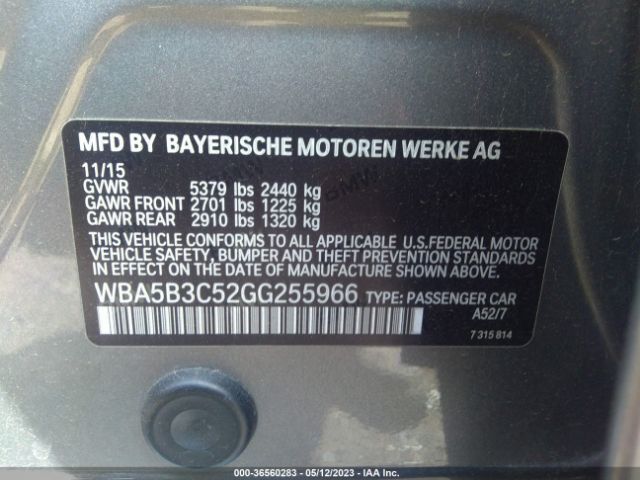 MFD BY BAYERISCHE MOTOREN WERKE AG
11/15
GVWR 5379 lbs 2440 kg
GAWR FRONT 2701 lbs 1225 kg
GAWR REAR 2910 lbs 1320 kg
THIS VEHICLE CONFORMS TO ALL APPLICABLE U.S.FEDERAL MOTOR
VEHICLE SAFETY, BUMPER AND THEFT PREVENTION STANDARDS
IN EFFECT ON THE DATE OF MANUFACTURE SHOWN ABOVE.
WBA5B3C52GG255966 TYPE: PASSENGER CAR
A52/7
7 315 814
000-36560283 - 05/12/2023 - IAA Inc.